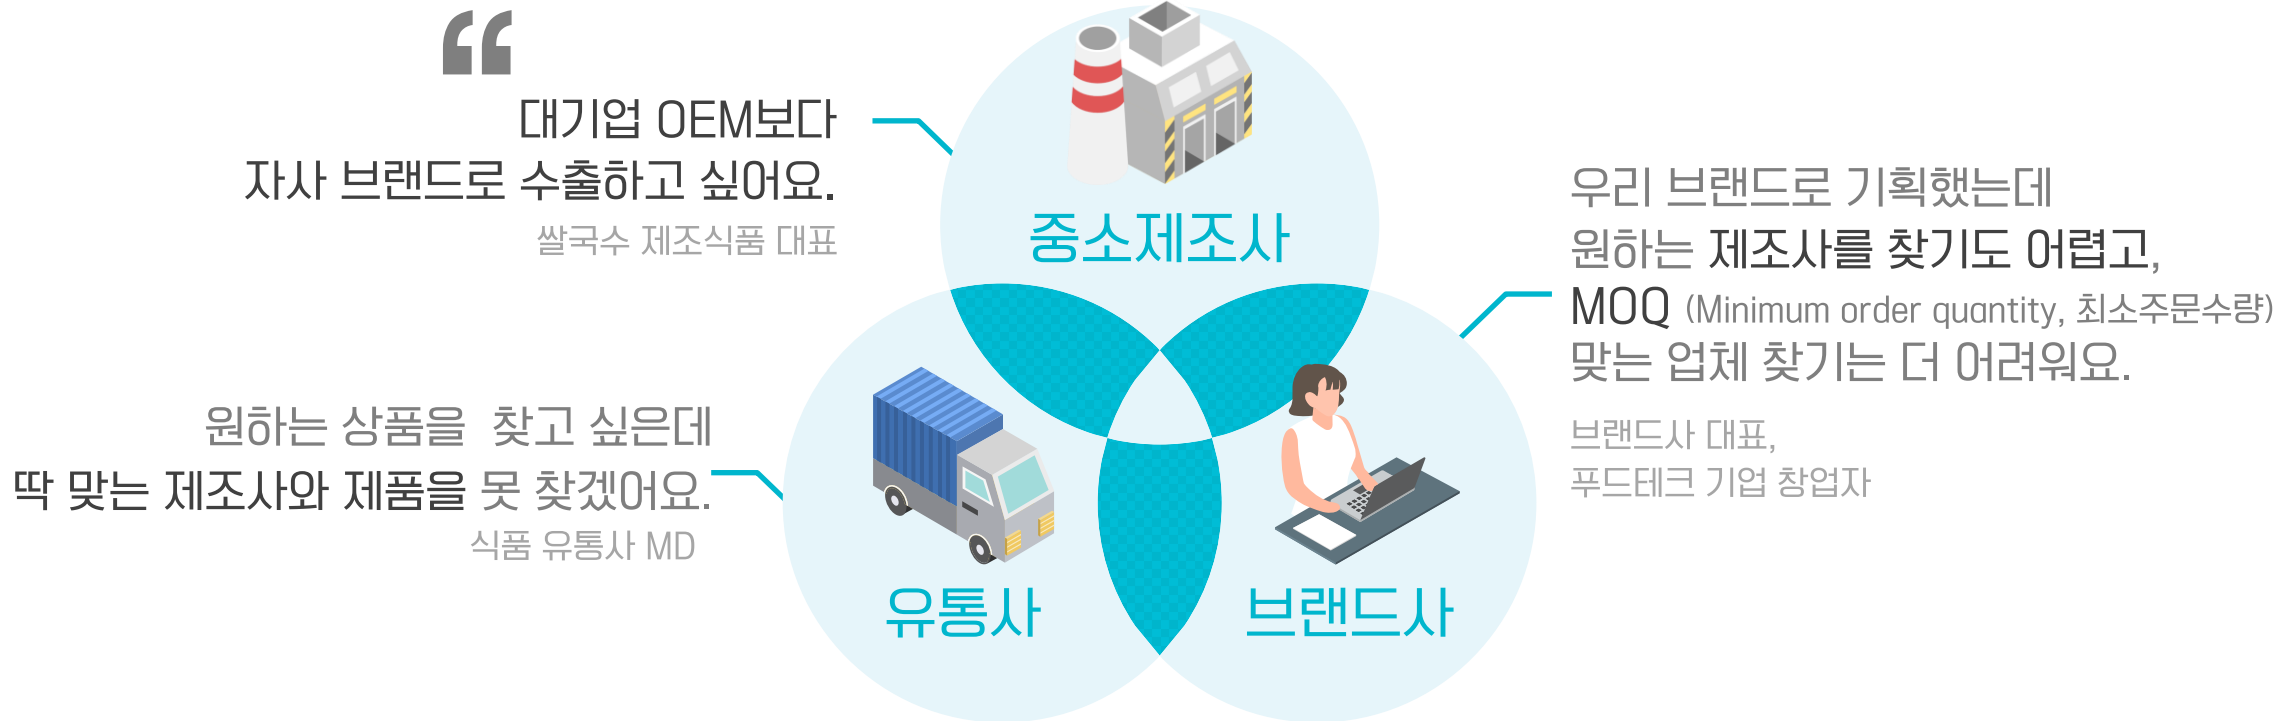 “
대기업 OEM보다
자사 브랜드로 수출하고 싶어요.
쌀국수 제조식품 대표
중소제조사
우리 브랜드로 기획했는데
원하는 제조사를 찾기도 어렵고,
MOQ (Minimum order quantity, 최소주문수량)
맞는 업체 찾기는 더 어려워요.
브랜드사 대표,
푸드테크 기업 창업자
원하는 상품을 찾고 싶은데
딱 맞는 제조사와 제품을 못 찾겠어요.
식품 유통사 MD
유통사
브랜드사